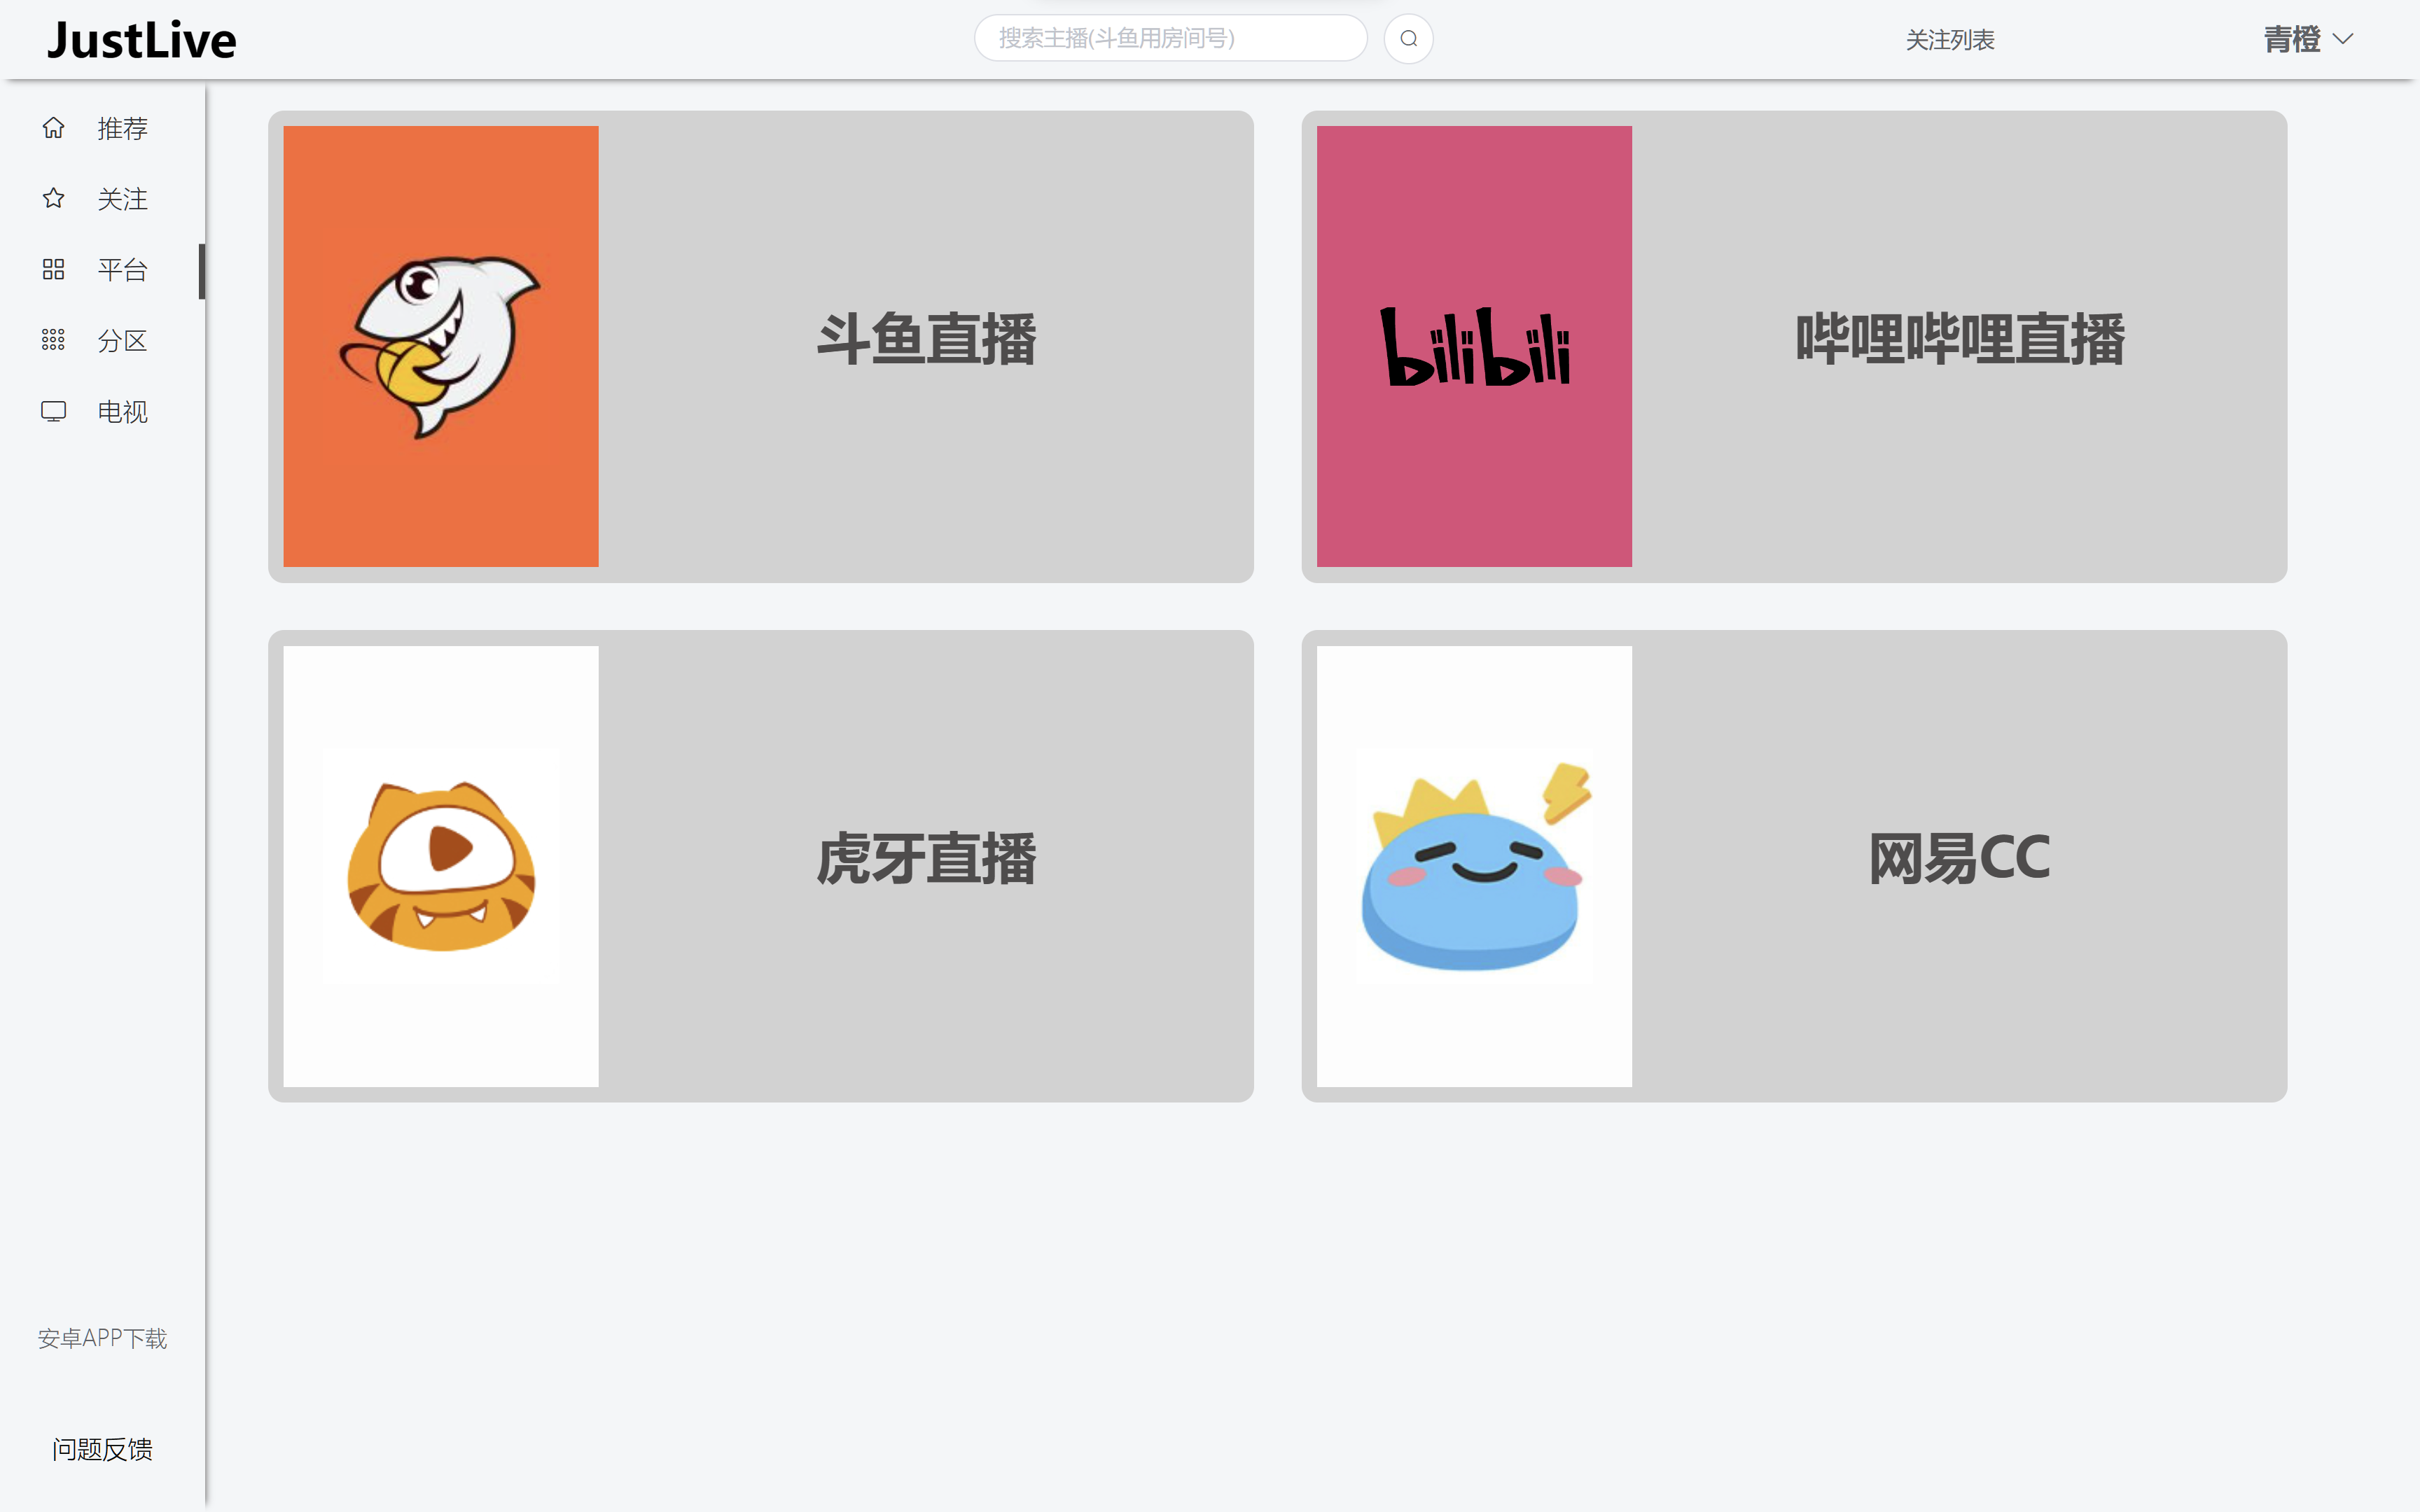 JustLive
搜索主播(斗鱼用房间号)
关注列表
青橙
推荐
关注
平台
分区
电视
斗鱼直播
bilibili
哔哩哔哩直播
虎牙直播
网易CC
安卓APP下载
问题反馈